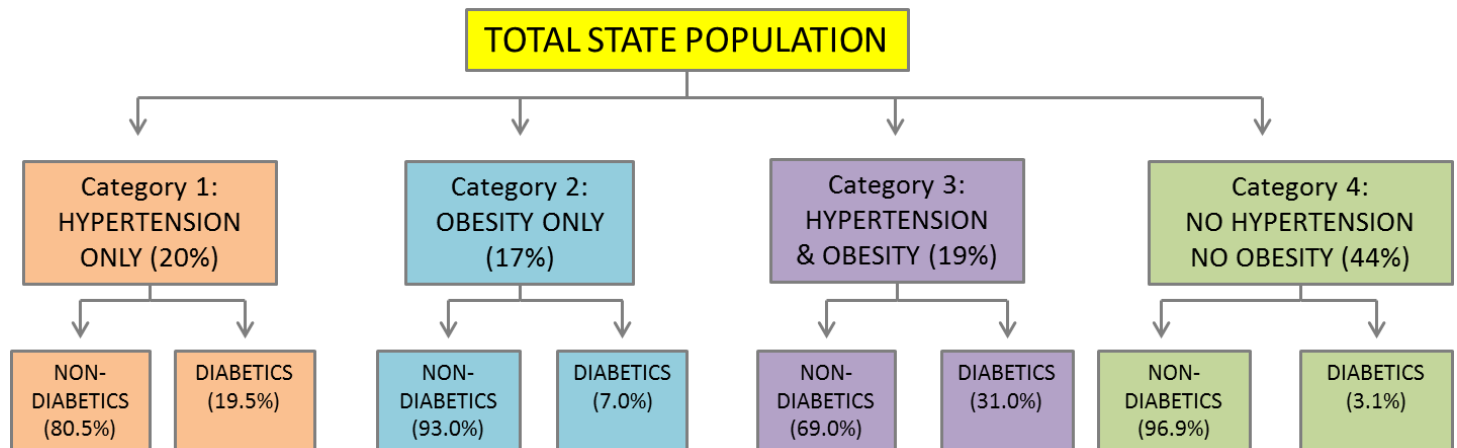 TOTAL STATE POPULATION
Category 1:
HYPERTENSION
ONLY (20%)
Category 2:
OBESITY ONLY
(17%)
Category 3:
HYPERTENSION
& OBESITY (19%)
Category 4:
NO HYPERTENSION
NO OBESITY (44%)
NON-
DIABETICS
(80.5%)
DIABETICS
(19.5%)
NON-
DIABETICS
(93.0%)
DIABETICS
(7.0%)
NON-
DIABETICS
(69.0%)
DIABETICS
(31.0%)
NON-
DIABETICS
(96.9%)
DIABETICS
(3.1%)